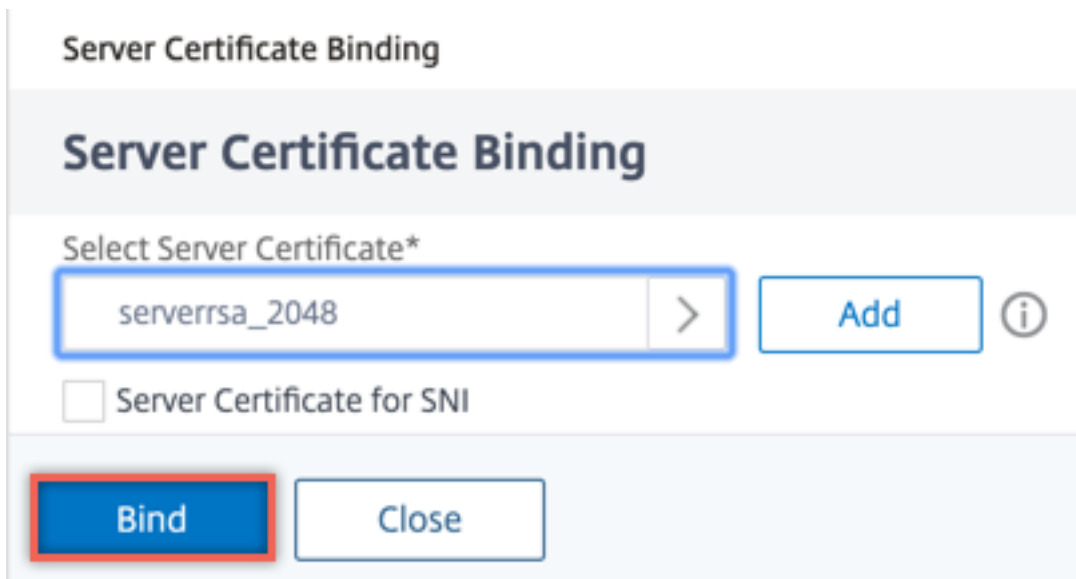 Server Certificate Binding
Server Certificate Binding
Select Server Certificate*
serverrsa_2048
Add
Server Certificate for SNI
Bind
Close